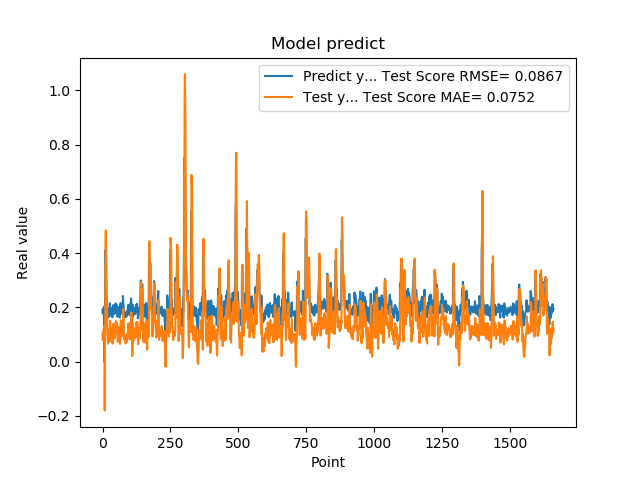 Model predict
Predict y... Test Score RMSE= 0.0867
Test y... Test Score MAE= 0.0752
1.0
0.8
0.6
0.4
0.2
0.0
−0.2
Real value
0 250 500 750 1000 1250 1500
Point